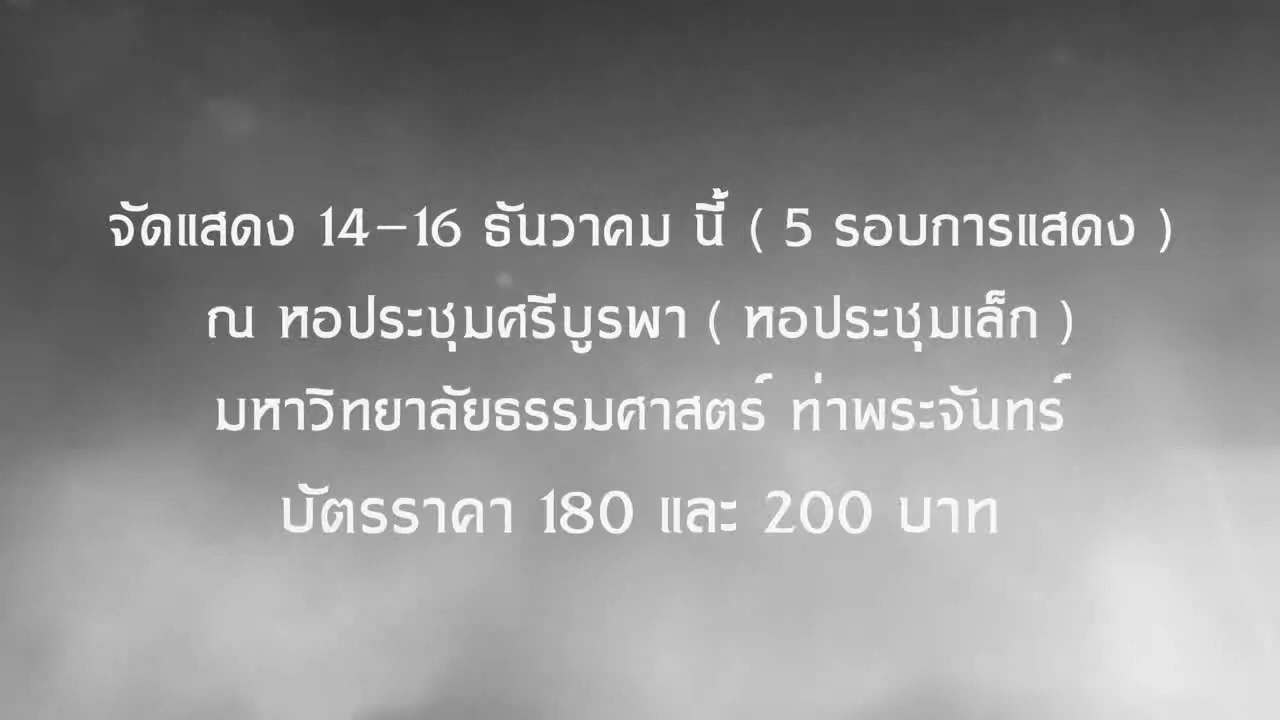 จัดแสดง 14-16 ธันวาคม นี้ ( 5 รอบการแสดง )
ณ หอประชุมศรีบูรพา ( หอประชุมเล็ก )
มหาวิทยาลัยธรรมศาสตร์ ท่าพระจันทร์
บัตรราคา 180 และ 200 บาท